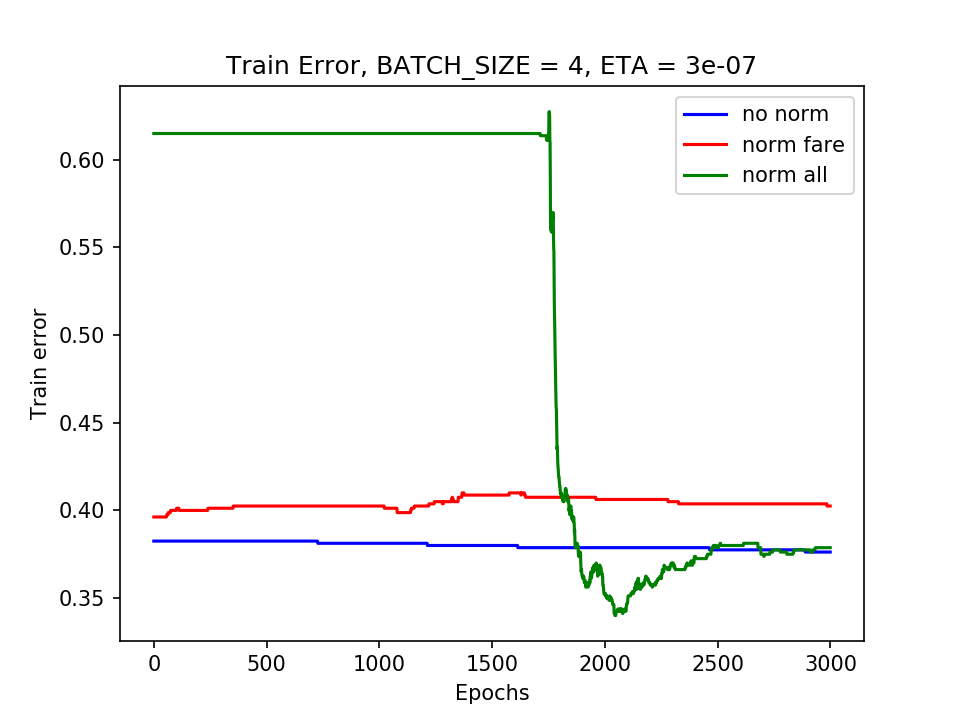 Train Error, BATCH_SIZE = 4, ETA = 3e-07
no norm
norm fare
norm all
Train error
0.60
0.55
0.50
0.45
0.40
0.35
0
500
1000
1500
2000
2500
3000
Epochs